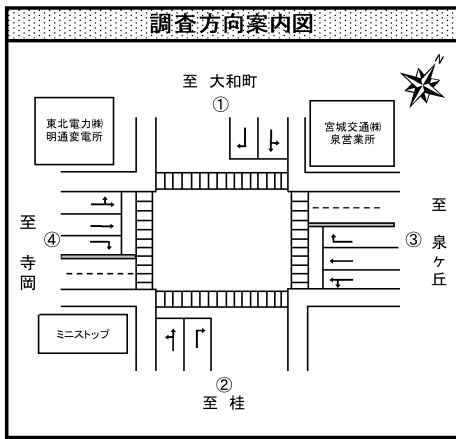 調査方向案内図
N
至 大和町
①
東北電力㈱
明通変電所
宮城交通㈱
泉営業所
至
④
寺
岡
至
③
泉
ヶ
丘
ミニストップ
②
至 桂